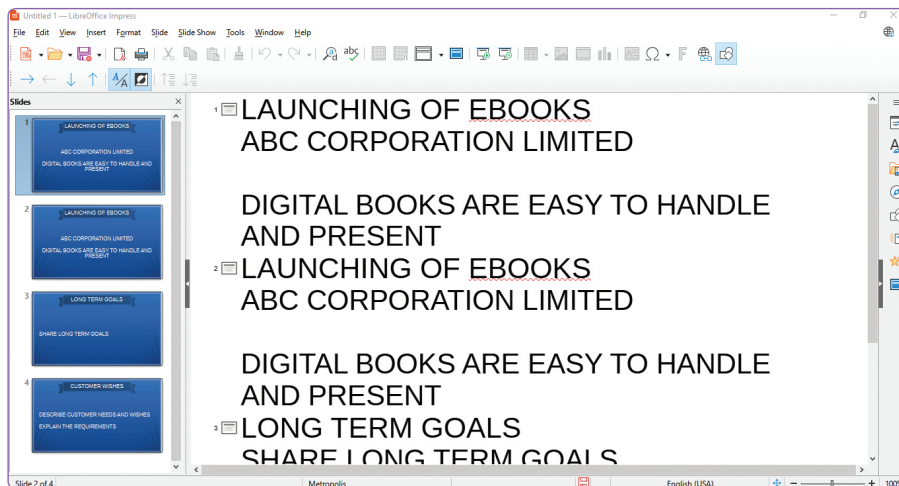 Untitled 1 — LibreOffice Impress
File Edit View Insert Format Slide Slide Show Tools Window Help
Slides
1
LAUNCHING OF EBOOKS
ABC CORPORATION LIMITED
DIGITAL BOOKS ARE EASY TO HANDLE AND
PRESENT
2
LAUNCHING OF EBOOKS
ABC CORPORATION LIMITED
DIGITAL BOOKS ARE EASY TO HANDLE AND
PRESENT
3
LONG TERM GOALS
SHARE LONG TERM GOALS
4
CUSTOMER WISHES
DESCRIBE CUSTOMER NEEDS AND WISHES
EXPLAIN THE REQUIREMENTS
1 LAUNCHING OF EBOOKS
ABC CORPORATION LIMITED
DIGITAL BOOKS ARE EASY TO HANDLE
AND PRESENT
2 LAUNCHING OF EBOOKS
ABC CORPORATION LIMITED
DIGITAL BOOKS ARE EASY TO HANDLE
AND PRESENT
3 LONG TERM GOALS
SHARE LONG TERM GOALS
Slide 2 of 4 Metropolis English (USA) 100%